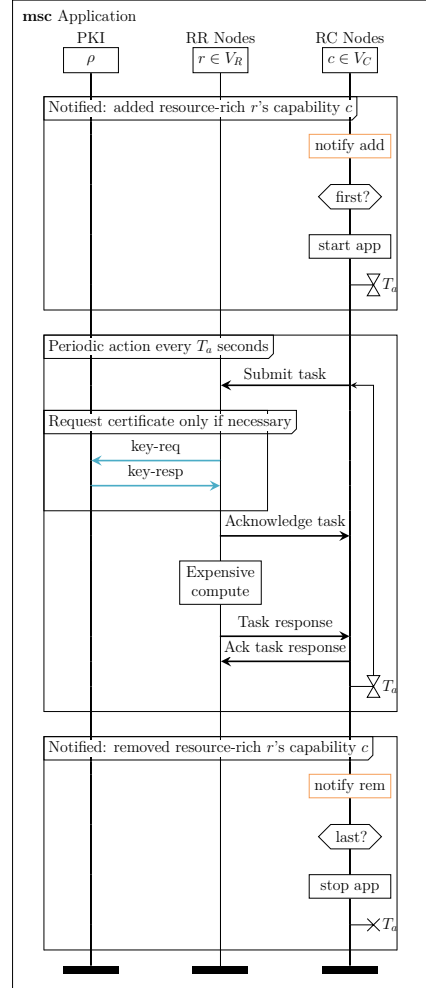 msc Application
PKI RR Nodes RC Nodes
ρ r ∈ V_R c ∈ V_C
Notified: added resource-rich r's capability c
notify add
first?
start app
T_a
Periodic action every T_a seconds
Submit task
Request certificate only if necessary
key-req
key-resp
Acknowledge task
Expensive
compute
Task response
Ack task response
T_a
Notified: removed resource-rich r's capability c
notify rem
last?
stop app
T_a